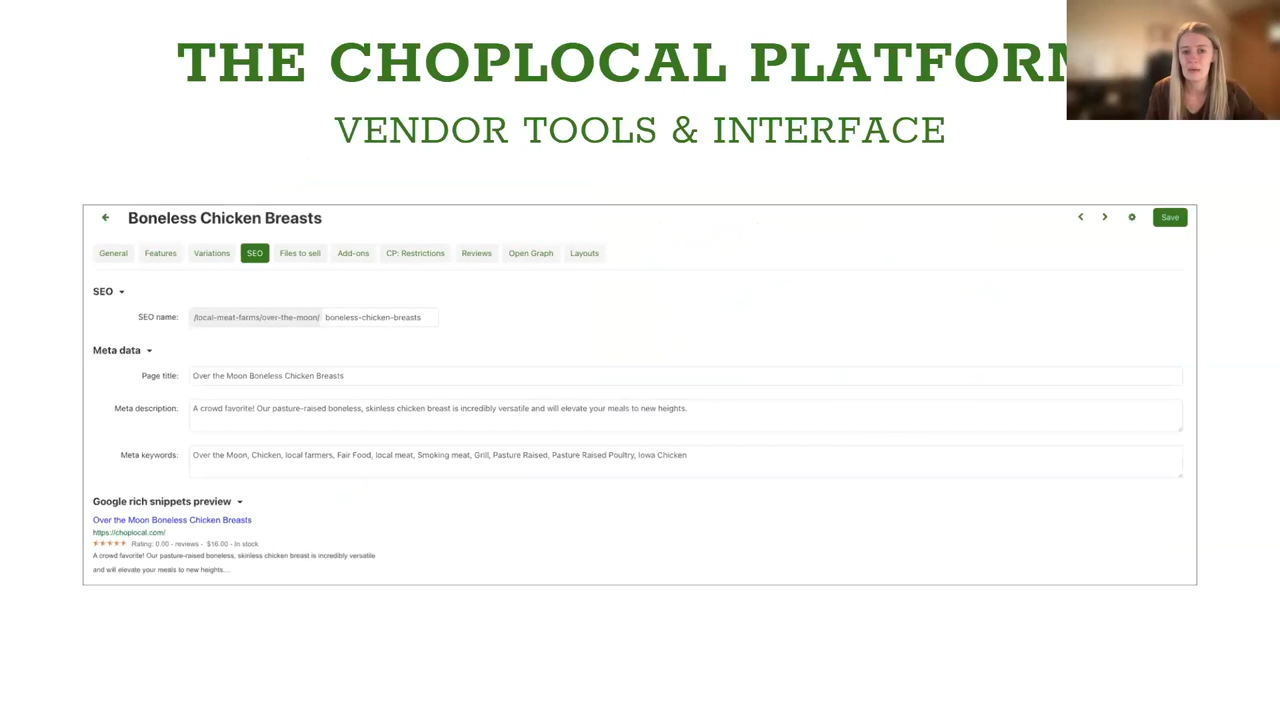 THE CHOPLOCAL PLATFORM
VENDOR TOOLS & INTERFACE
Boneless Chicken Breasts
Save
General Features Variations SEO Files to sell Add-ons CP: Restrictions Reviews Open Graph Layouts
SEO
SEO name: /local-meat-farms/over-the-moon/ boneless-chicken-breasts
Meta data
Page title: Over the Moon Boneless Chicken Breasts
Meta description: A crowd favorite! Our pasture-raised boneless, skinless chicken breast is incredibly versatile and will elevate your meals to new heights.
Meta keywords: Over the Moon, Chicken, local farmers, Fair Food, local meat, Smoking meat, Grill, Pasture Raised, Pasture Raised Poultry, Iowa Chicken
Google rich snippets preview
Over the Moon Boneless Chicken Breasts
https://choplocal.com/
Rating: 0.00 - reviews - $16.00 - In stock
A crowd favorite! Our pasture-raised boneless, skinless chicken breast is incredibly versatile
and will elevate your meals to new heights....